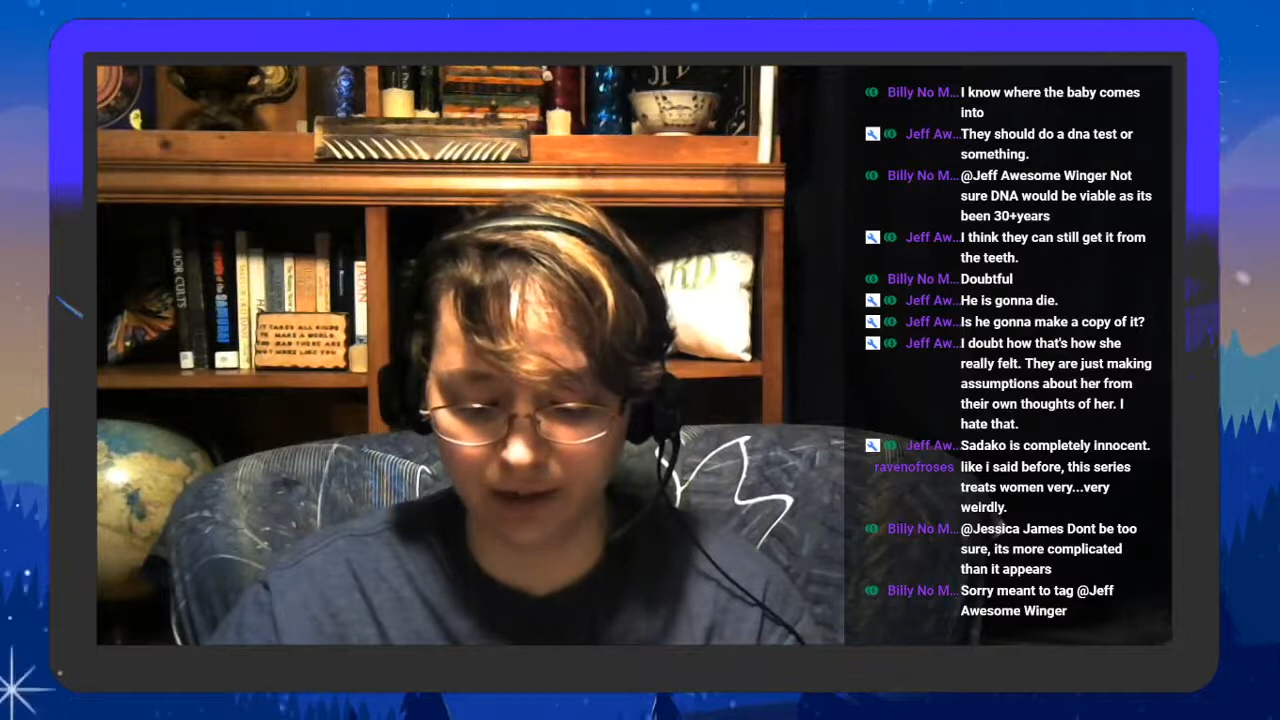 JUNIOR CULTS
SAMURAI
JAPAN
IT TAKES ALL KINDS
TO MAKE A WORLD.
TOO BAD THERE ARE
NOT MORE LIKE YOU
Billy No M... I know where the baby comes
into
Jeff Aw... They should do a dna test or
something.
Billy No M... @Jeff Awesome Winger Not
sure DNA would be viable as its
been 30+years
Jeff Aw... I think they can still get it from
the teeth.
Billy No M... Doubtful
Jeff Aw... He is gonna die.
Jeff Aw... Is he gonna make a copy of it?
Jeff Aw... I doubt how that's how she
really felt. They are just making
assumptions about her from
their own thoughts of her. I
hate that.
Jeff Aw... Sadako is completely innocent.
ravenofroses like i said before, this series
treats women very...very
weirdly.
Billy No M... @Jessica James Dont be too
sure, its more complicated
than it appears
Billy No M... Sorry meant to tag @Jeff
Awesome Winger